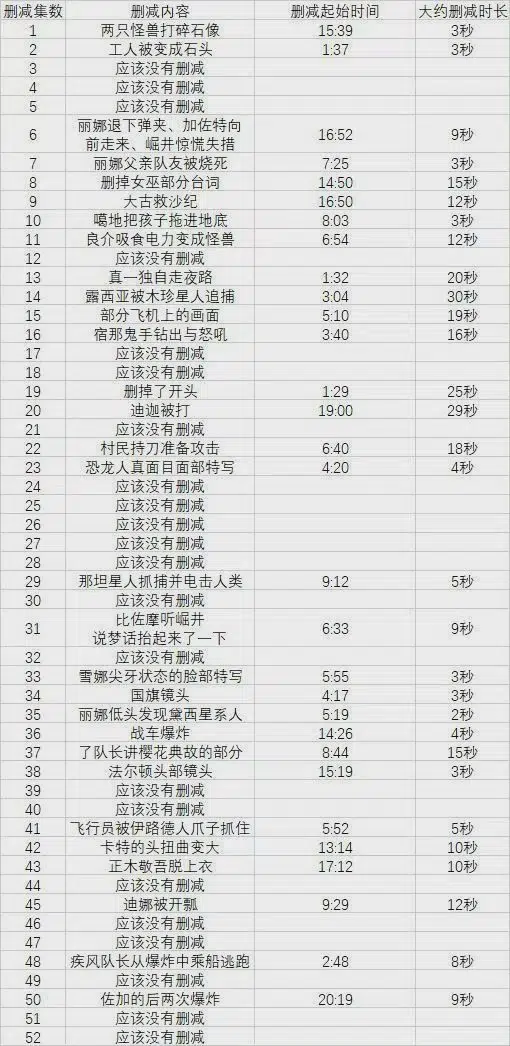 删减集数 删减内容 删减起始时间 大约删减时长
1 两只怪兽打碎石像 15:39 3秒
2 工人被变成石头 1:37 3秒
3 应该没有删减
4 应该没有删减
5 应该没有删减
6 丽娜退下弹夹、加佐特向 16:52 9秒
前走来、崛井惊慌失措
7 丽娜父亲队友被烧死 7:25 3秒
8 删掉女巫部分台词 14:50 15秒
9 大古救沙纪 16:50 12秒
10 噶地把孩子拖进地底 8:03 3秒
11 良介吸食电力变成怪兽 6:54 12秒
12 应该没有删减
13 真一独自走夜路 1:32 20秒
14 露西亚被木珍星人追捕 3:04 30秒
15 部分飞机上的画面 5:10 19秒
16 宿那鬼手钻出与怒吼 3:40 16秒
17 应该没有删减
18 应该没有删减
19 删掉了开头 1:29 25秒
20 迪迦被打 19:00 29秒
21 应该没有删减
22 村民持刀准备攻击 6:40 18秒
23 恐龙人真面目面部特写 4:20 4秒
24 应该没有删减
25 应该没有删减
26 应该没有删减
27 应该没有删减
28 应该没有删减
29 那坦星人抓捕并电击人类 9:12 5秒
30 应该没有删减
31 比佐摩听崛井 6:33 9秒
说梦话抬起来了一下
32 应该没有删减
33 雪娜尖牙状态的脸部特写 5:55 3秒
34 国旗镜头 4:17 3秒
35 丽娜低头发现黛西星系人 5:19 2秒
36 战车爆炸 14:26 4秒
37 了队长讲樱花典故的部分 8:44 15秒
38 法尔顿头部镜头 15:19 3秒
39 应该没有删减
40 应该没有删减
41 飞行员被伊路德人爪子抓住 5:52 5秒
42 卡特的头扭曲变大 13:14 10秒
43 正木敬吾脱上衣 17:12 10秒
44 应该没有删减
45 迪娜被开瓢 9:29 12秒
46 应该没有删减
47 应该没有删减
48 疾风队长从爆炸中乘船逃跑 2:48 8秒
49 应该没有删减
50 佐加的后两次爆炸 20:19 9秒
51 应该没有删减
52 应该没有删减